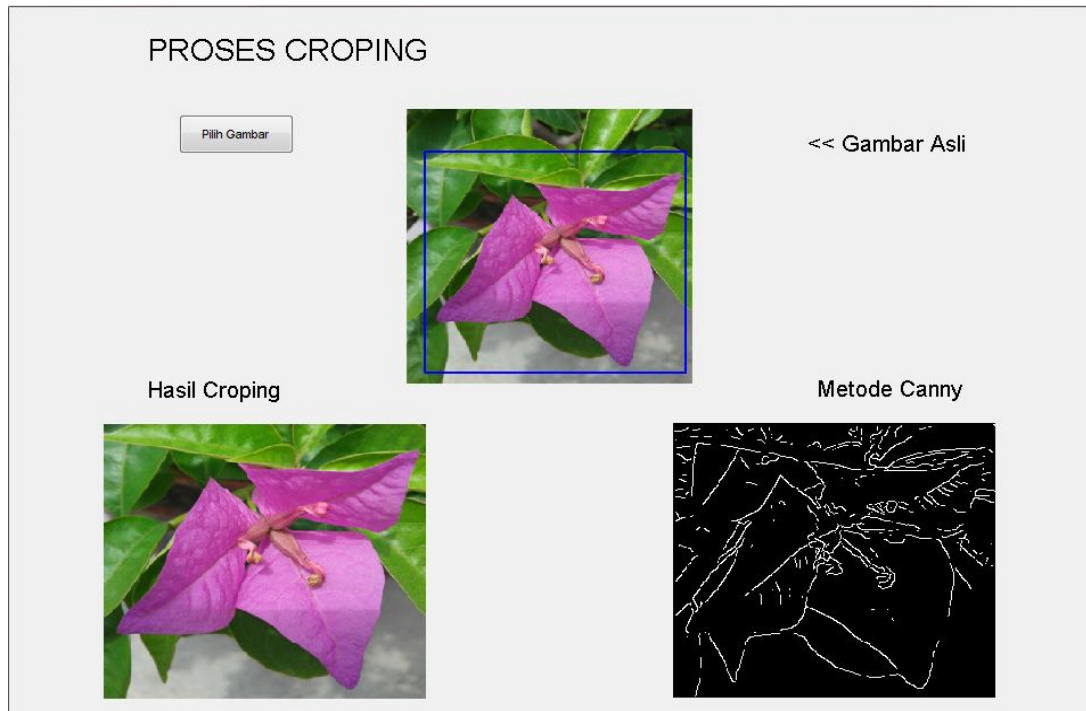 PROSES CROPING
Pilih Gambar
<< Gambar Asli
Hasil Croping
Metode Canny